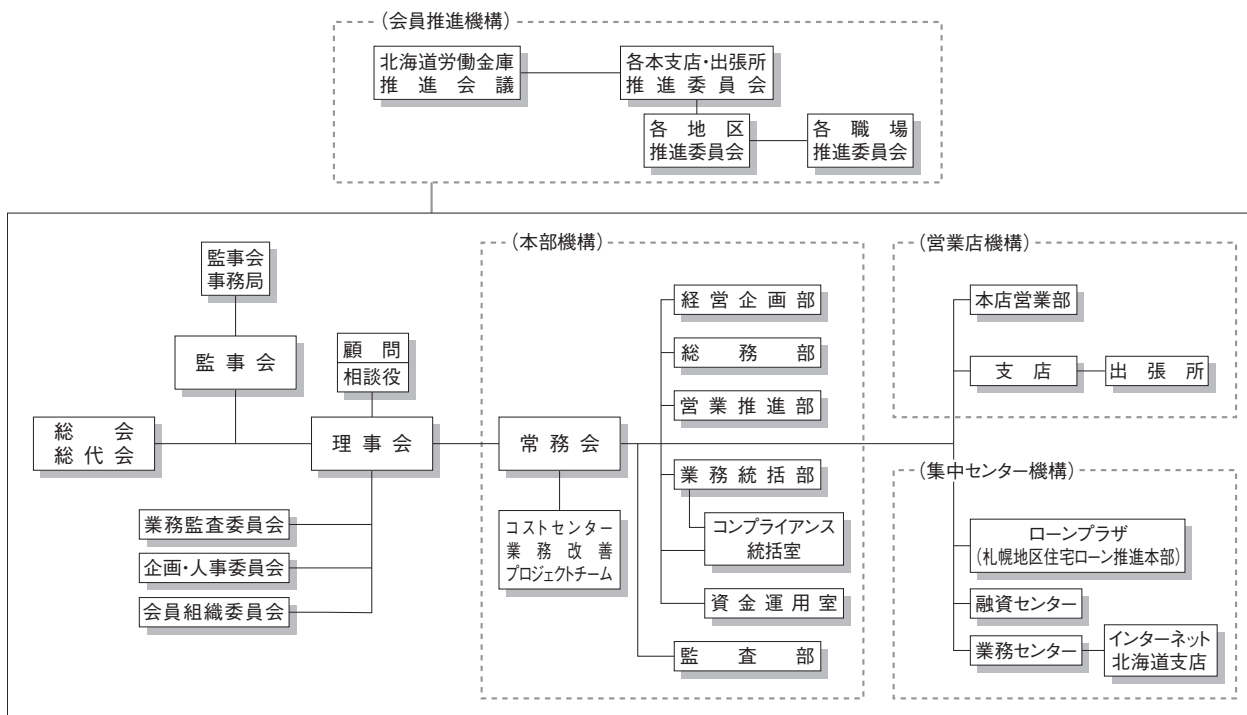 (会員推進機構)
北海道労働金庫
推進会議
各本支店・出張所
推進委員会
各地区
推進委員会
各職場
推進委員会
監事会
事務局
監事会
顧問
相談役
総会
総代会
理事会
業務監査委員会
企画・人事委員会
会員組織委員会
(本部機構)
常務会
コストセンター
業務改善
プロジェクトチーム
経営企画部
総務部
営業推進部
業務統括部
コンプライアンス
統括室
資金運用室
監査部
(営業店機構)
本店営業部
支店
出張所
(集中センター機構)
ローンプラザ
(札幌地区住宅ローン推進本部)
融資センター
業務センター
インターネット
北海道支店